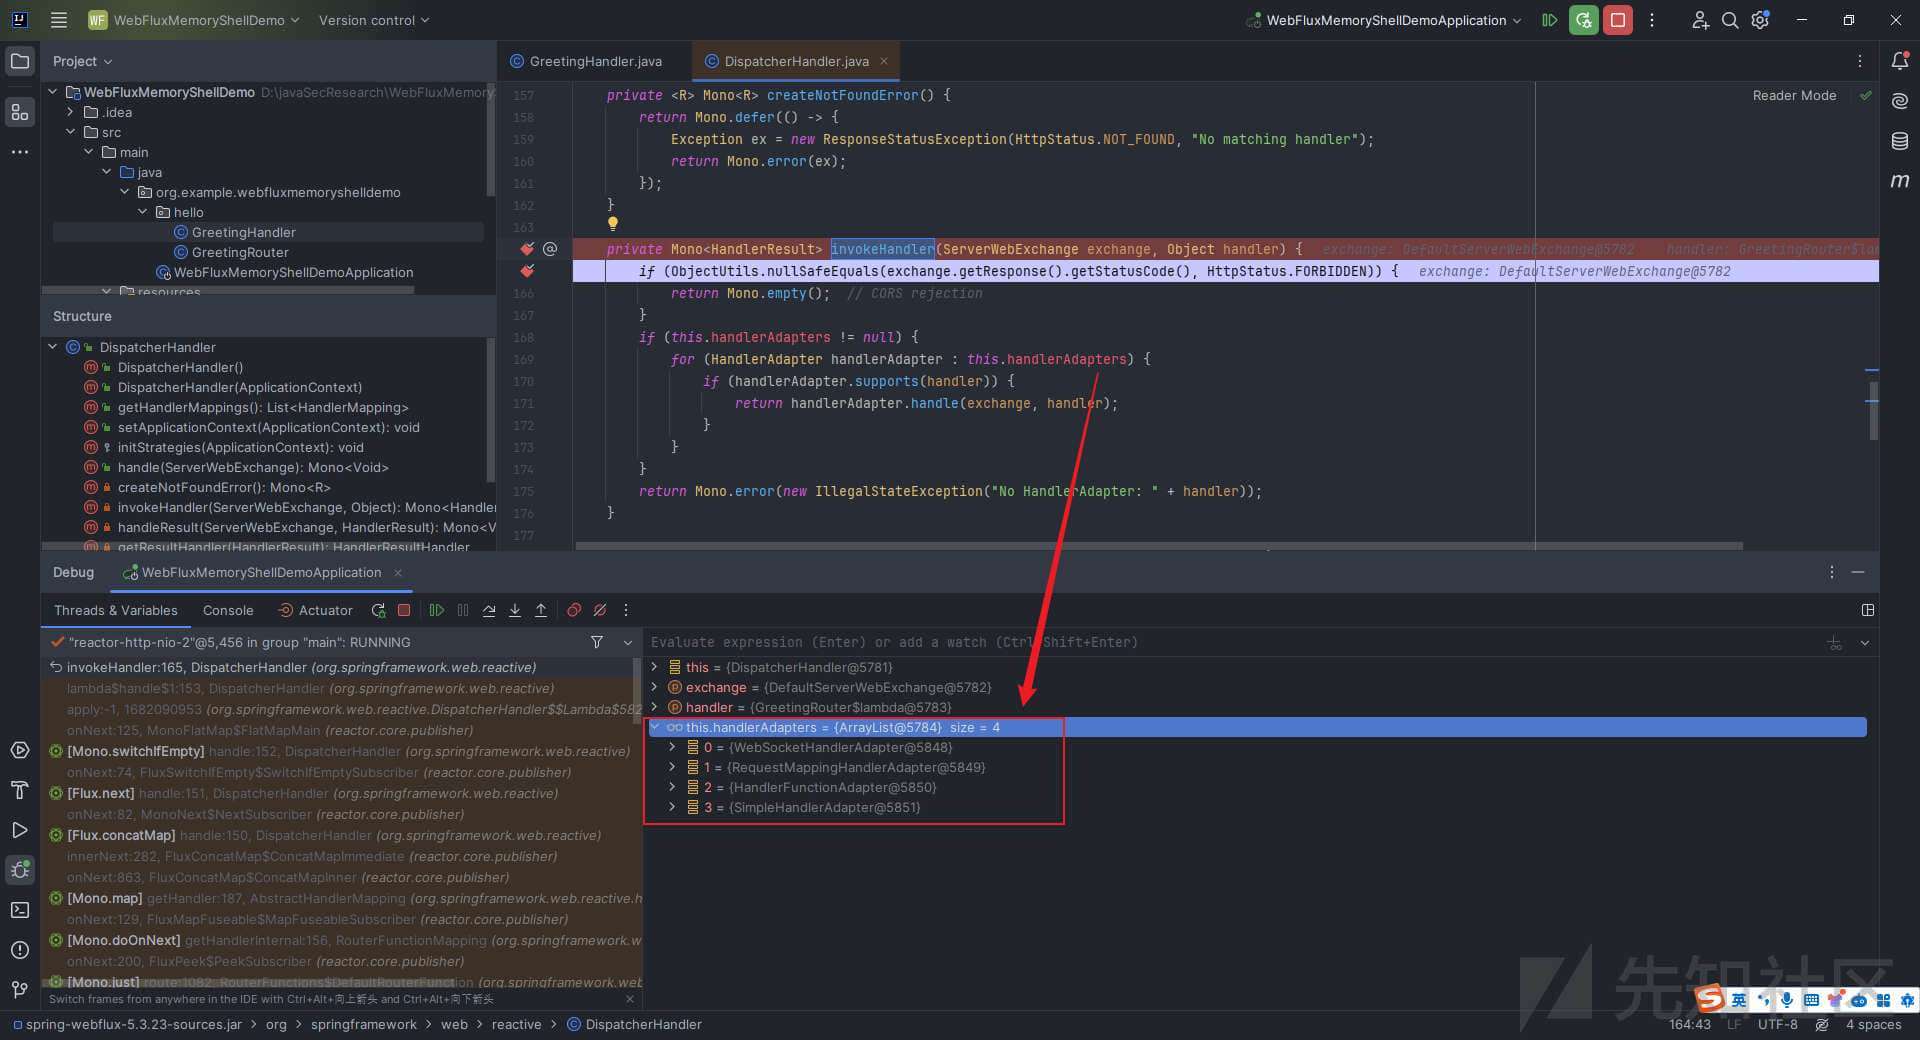 WF WebFluxMemoryShellDemo Version control WebFluxMemoryShellDemoApplication
Project
WebFluxMemoryShellDemo D:\javaSecResearch\WebFluxMemory
.idea
src
main
java
org.example.webfluxmemoryshelldemo
hello
GreetingHandler
GreetingRouter
WebFluxMemoryShellDemoApplication
resources
Structure
DispatcherHandler
DispatcherHandler()
DispatcherHandler(ApplicationContext)
getHandlerMappings(): List<HandlerMapping>
setApplicationContext(ApplicationContext): void
initStrategies(ApplicationContext): void
handle(ServerWebExchange): Mono<Void>
createNotFoundError(): Mono<R>
invokeHandler(ServerWebExchange, Object): Mono<Handler
handleResult(ServerWebExchange, HandlerResult): Mono<V
getResultHandler(HandlerResult): HandlerResultHandler
GreetingHandler.java DispatcherHandler.java
Reader Mode
157 private <R> Mono<R> createNotFoundError() {
158 return Mono.defer(() -> {
159 Exception ex = new ResponseStatusException(HttpStatus.NOT_FOUND, "No matching handler");
160 return Mono.error(ex);
161 });
162 }
163
private Mono<HandlerResult> invokeHandler(ServerWebExchange exchange, Object handler) { exchange: DefaultServerWebExchange@5782 handler: GreetingRouter$lam
if (ObjectUtils.nullSafeEquals(exchange.getResponse().getStatusCode(), HttpStatus.FORBIDDEN)) { exchange: DefaultServerWebExchange@5782
166 return Mono.empty(); // CORS rejection
167 }
168 if (this.handlerAdapters != null) {
169 for (HandlerAdapter handlerAdapter : this.handlerAdapters) {
170 if (handlerAdapter.supports(handler)) {
171 return handlerAdapter.handle(exchange, handler);
172 }
173 }
174 }
175 return Mono.error(new IllegalStateException("No HandlerAdapter: " + handler));
176 }
177
Debug WebFluxMemoryShellDemoApplication
Threads & Variables Console Actuator
"reactor-http-nio-2"@5,456 in group "main": RUNNING
invokeHandler:165, DispatcherHandler (org.springframework.web.reactive)
lambda$handle$1:153, DispatcherHandler (org.springframework.web.reactive)
apply:-1, 1682090953 (org.springframework.web.reactive.DispatcherHandler$$Lambda$582
onNext:125, MonoFlatMap$FlatMapMain (reactor.core.publisher)
[Mono.switchIfEmpty] handle:152, DispatcherHandler (org.springframework.web.reactive)
onNext:74, FluxSwitchIfEmpty$SwitchIfEmptySubscriber (reactor.core.publisher)
[Flux.next] handle:151, DispatcherHandler (org.springframework.web.reactive)
onNext:82, MonoNext$NextSubscriber (reactor.core.publisher)
[Flux.concatMap] handle:150, DispatcherHandler (org.springframework.web.reactive)
innerNext:282, FluxConcatMap$ConcatMapImmediate (reactor.core.publisher)
onNext:863, FluxConcatMap$ConcatMapInner (reactor.core.publisher)
[Mono.map] getHandler:187, AbstractHandlerMapping (org.springframework.web.reactive.h
onNext:129, FluxMapFuseable$MapFuseableSubscriber (reactor.core.publisher)
[Mono.doOnNext] getHandlerInternal:156, RouterFunctionMapping (org.springframework.w
onNext:200, FluxPeek$PeekSubscriber (reactor.core.publisher)
[Mono.just] route:1082, RouterFunctions$DefaultRouterFunction (org.springframework.we
Switch frames from anywhere in the IDE with Ctrl+Alt+向上箭头 and Ctrl+Alt+向下箭头
Evaluate expression (Enter) or add a watch (Ctrl+Shift+Enter)
this = {DispatcherHandler@5781}
exchange = {DefaultServerWebExchange@5782}
handler = {GreetingRouter$lambda@5783}
this.handlerAdapters = {ArrayList@5784} size = 4
0 = {WebSocketHandlerAdapter@5848}
1 = {RequestMappingHandlerAdapter@5849}
2 = {HandlerFunctionAdapter@5850}
3 = {SimpleHandlerAdapter@5851}
先知社区
英
spring-webflux-5.3.23-sources.jar > org > springframework > web > reactive > DispatcherHandler
164:43 LF UTF-8 4 spaces